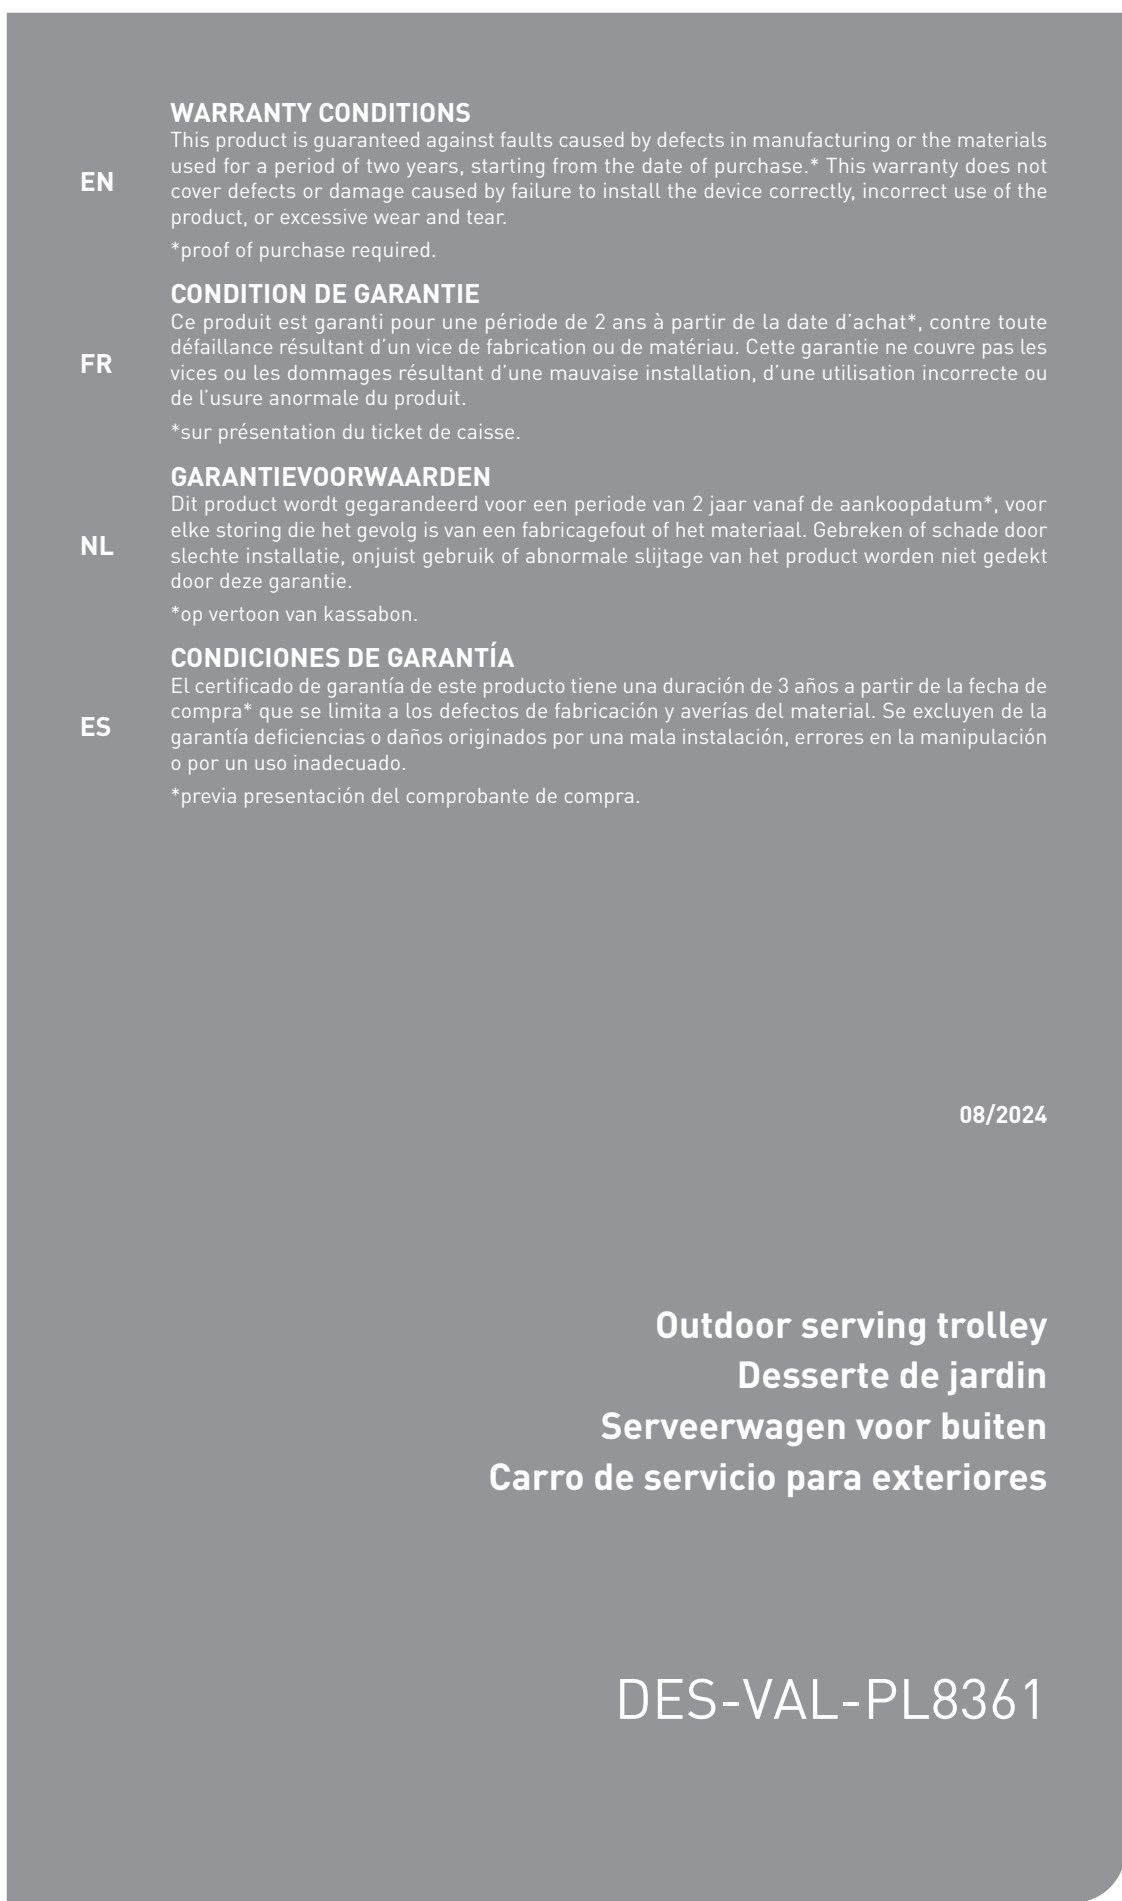 WARRANTY CONDITIONS
This product is guaranteed against faults caused by defects in manufacturing or the materials
used for a period of two years, starting from the date of purchase.* This warranty does not
EN
cover defects or damage caused by failure to install the device correctly, incorrect use of the
product, or excessive wear and tear.
*proof of purchase required.
CONDITION DE GARANTIE
Ce produit est garanti pour une période de 2 ans à partir de la date d'achat*, contre toute
défaillance résultant d'un vice de fabrication ou de matériau. Cette garantie ne couvre pas les
FR
vices ou les dommages résultant d'une mauvaise installation, d'une utilisation incorrecte ou
de l'usure anormale du produit.
*sur présentation du ticket de caisse.
GARANTIEVOORWAARDEN
Dit product wordt gegarandeerd voor een periode van 2 jaar vanaf de aankoopdatum*, voor
elke storing die het gevolg is van een fabricagefout of het materiaal. Gebreken of schade door
NL
slechte installatie, onjuist gebruik of abnormale slijtage van het product worden niet gedekt
door deze garantie.
*op vertoon van kassabon.
CONDICIONES DE GARANTÍA
El certificado de garantía de este producto tiene una duración de 3 años a partir de la fecha de
compra* que se limita a los defectos de fabricación y averías del material. Se excluyen de la
ES
garantía deficiencias o daños originados por una mala instalación, errores en la manipulación
o por un uso inadecuado.
*previa presentación del comprobante de compra.
08/2024
Outdoor serving trolley
Desserte de jardin
Serveerwagen voor buiten
Carro de servicio para exteriores
DES-VAL-PL8361